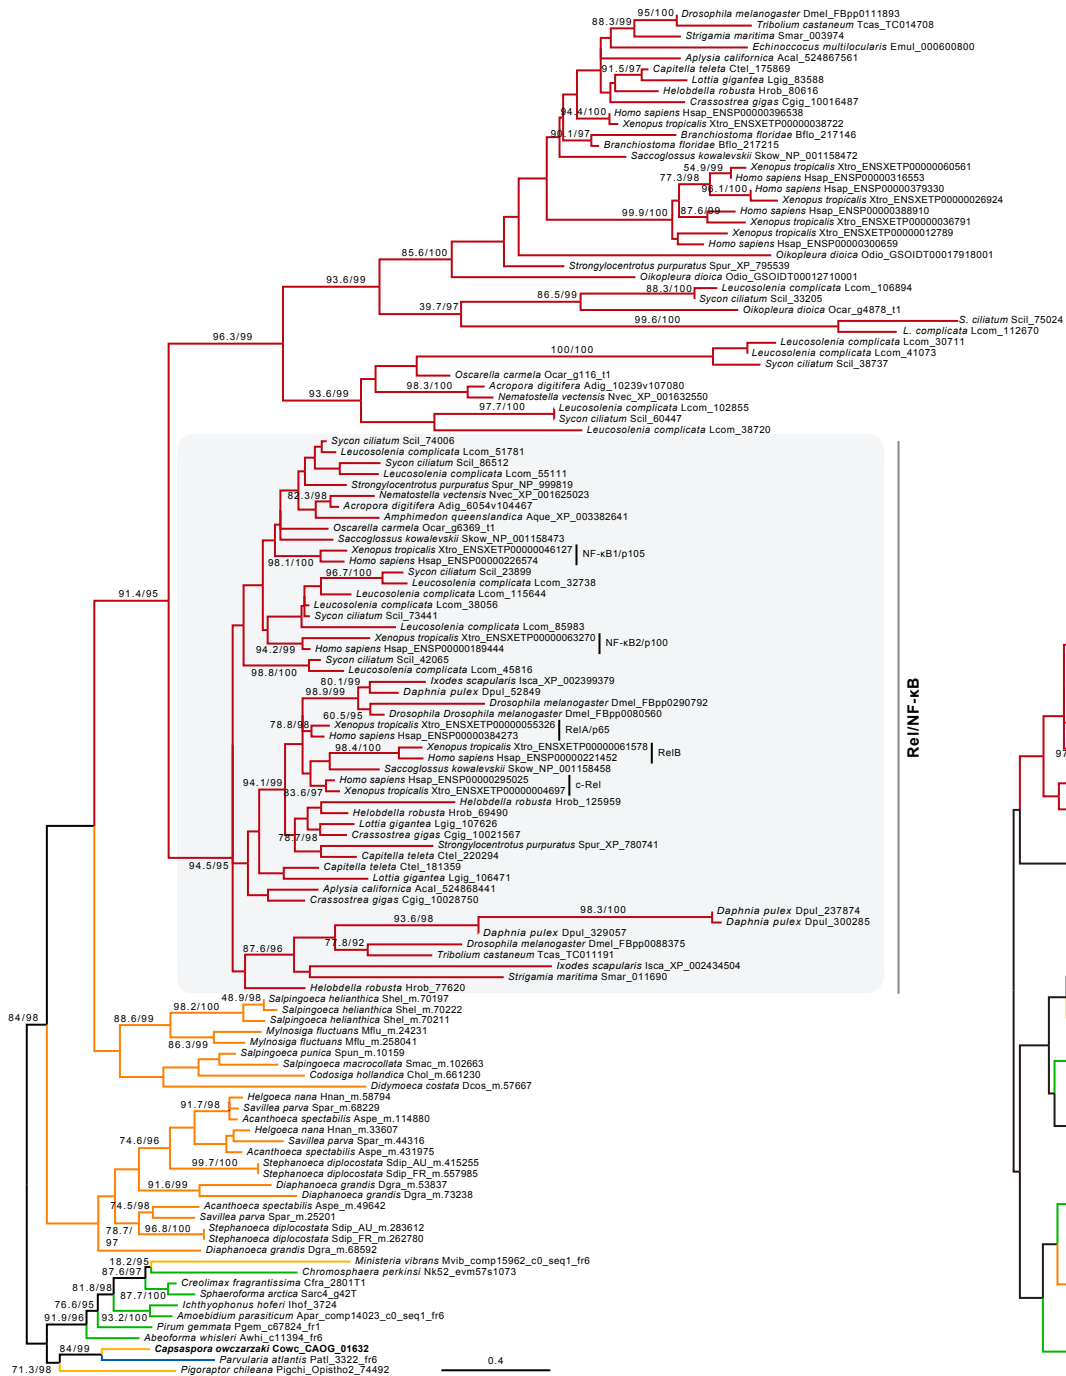 95/100
Drosophila melanogaster Dmel_FBpp0111893
88.3/99
Tribolium castaneum Tcas_TC014708
Strigamia maritima Smar_003974
Echinoccocus multilocularis Emul_000600800
Aplysia californica Acal_524867561
91.5/97
Capitella teleta Ctel_175869
Lottia gigantea Lgig_83588
Helobdella robusta Hrob_80616
Crassostrea gigas Cgig_10016487
94.4/100
Homo sapiens Hsap_ENSP00000396538
Xenopus tropicalis Xtro_ENSXETP00000038722
90.1/97
Branchiostoma floridae Bflo_217146
Branchiostoma floridae Bflo_217215
Saccoglossus kowalevskii Skow_NP_001158472
54.9/99
Xenopus tropicalis Xtro_ENSXETP00000060561
77.3/98
Homo sapiens Hsap_ENSP00000316553
96.1/100
Homo sapiens Hsap_ENSP00000379330
Xenopus tropicalis Xtro_ENSXETP00000026924
99.9/100
87.6/99
Homo sapiens Hsap_ENSP00000388910
Xenopus tropicalis Xtro_ENSXETP00000036791
Xenopus tropicalis Xtro_ENSXETP00000012789
Homo sapiens Hsap_ENSP00000300659
85.6/100
Oikopleura dioica Odio_GSOIDT00017918001
Strongylocentrotus purpuratus Spur_XP_795539
93.6/99
Oikopleura dioica Odio_GSOIDT00012710001
88.3/100
Leucosolenia complicata Lcom_106894
86.5/99
Sycon ciliatum Scil_33205
39.7/97
Oikopleura dioica Ocar_g4878_t1
99.6/100
S. ciliatum Scil_75024
L. complicata Lcom_112670
96.3/99
Leucosolenia complicata Lcom_30711
100/100
Leucosolenia complicata Lcom_41073
Sycon ciliatum Scil_38737
Oscarella carmela Ocar_g116_t1
98.3/100
Acropora digitifera Adig_10239v107080
93.6/99
Nematostella vectensis Nvec_XP_001632550
97.7/100
Leucosolenia complicata Lcom_102855
Sycon ciliatum Scil_60447
Leucosolenia complicata Lcom_38720
Sycon ciliatum Scil_74006
Leucosolenia complicata Lcom_51781
Sycon ciliatum Scil_86512
Leucosolenia complicata Lcom_55111
Strongylocentrotus purpuratus Spur_NP_999819
82.3/98
Nematostella vectensis Nvec_XP_001625023
Acropora digitifera Adig_6054v104467
Amphimedon queenslandica Aque_XP_003382641
Oscarella carmela Ocar_g6369_t1
Saccoglossus kowalevskii Skow_NP_001158473
Xenopus tropicalis Xtro_ENSXETP00000046127
NF-κB1/p105
98.1/100
Homo sapiens Hsap_ENSP00000226574
96.7/100
Sycon ciliatum Scil_23899
Leucosolenia complicata Lcom_32738
91.4/95
Leucosolenia complicata Lcom_115644
Leucosolenia complicata Lcom_38056
Sycon ciliatum Scil_73441
Leucosolenia complicata Lcom_85983
Xenopus tropicalis Xtro_ENSXETP00000063270
NF-κB2/p100
94.2/99
Homo sapiens Hsap_ENSP00000189444
Sycon ciliatum Scil_42065
98.8/100
Leucosolenia complicata Lcom_45816
80.1/99
Ixodes scapularis Isca_XP_002399379
98.9/100
Daphnia pulex Dpul_52849
Drosophila melanogaster Dmel_FBpp0290792
60.5/95
Drosophila Drosophila melanogaster Dmel_FBpp0080560
Rel/NF-κB
78.8/98
Xenopus tropicalis Xtro_ENSXETP00000055326
RelA/p65
Homo sapiens Hsap_ENSP00000384273
98.4/100
Xenopus tropicalis Xtro_ENSXETP00000061578
RelB
Homo sapiens Hsap_ENSP00000221452
97
Saccoglossus kowalevskii Skow_NP_001158458
94.1/99
Homo sapiens Hsap_ENSP00000295025
c-Rel
83.6/97
Xenopus tropicalis Xtro_ENSXETP00000004697
Helobdella robusta Hrob_125959
Helobdella robusta Hrob_69490
Lottia gigantea Lgig_107626
78.7/98
Crassostrea gigas Cgig_10021567
Strongylocentrotus purpuratus Spur_XP_780741
Capitella teleta Ctel_220294
94.5/95
Capitella teleta Ctel_181359
Lottia gigantea Lgig_106471
Aplysia californica Acal_524868441
Crassostrea gigas Cgig_10028750
98.3/100
Daphnia pulex Dpul_237874
93.6/98
Daphnia pulex Dpul_300285
Daphnia pulex Dpul_329057
77.8/92
Drosophila melanogaster Dmel_FBpp0088375
87.6/96
Tribolium castaneum Tcas_TC011191
Ixodes scapularis Isca_XP_002434504
Strigamia maritima Smar_011690
Helobdella robusta Hrob_77620
48.9/98
Salpingoeca helianthica Shel_m.70197
98.2/100
Salpingoeca helianthica Shel_m.70222
84/98
88.6/99
Salpingoeca helianthica Shel_m.70211
Mylnosiga fluctuans Mflu_m.24231
86.3/99
Mylnosiga fluctuans Mflu_m.258041
Salpingoeca punica Spun_m.10159
Salpingoeca macrocollata Smac_m.102663
Codosiga hollandica Chol_m.661230
Didymoeca costata Dcos_m.57667
Helgoeca nana Hnan_m.58794
91.7/98
Savillea parva Spar_m.68229
Acanthoeca spectabilis Aspe_m.114880
Helgoeca nana Hnan_m.33607
74.6/96
Savillea parva Spar_m.44316
Acanthoeca spectabilis Aspe_m.431975
99.7/100
Stephanoeca diplocostata Sdip_AU_m.415255
Stephanoeca diplocostata Sdip_FR_m.557985
91.6/99
Diaphanoeca grandis Dgra_m.53837
Diaphanoeca grandis Dgra_m.73238
74.5/98
Acanthoeca spectabilis Aspe_m.49642
Savillea parva Spar_m.25201
78.7/
97
96.8/100
Stephanoeca diplocostata Sdip_AU_m.283612
Stephanoeca diplocostata Sdip_FR_m.262780
Diaphanoeca grandis Dgra_m.68592
18.2/95
Ministeria vibrans Mvib_comp15962_c0_seq1_fr6
87.6/97
Chromosphaera perkinsi Nk52_evm57s1073
81.8/98
Creolimax fragrantissima Cfra_2801T1
87.7/100
Sphaeroforma arctica Sarc4_g42T
76.6/95
Ichthyophonus hoferi Ihof_3724
93.2/100
Amoebidium parasiticum Apar_comp14023_c0_seq1_fr6
91.9/96
Pirum gemmata Pgem_c67824_fr1
Abeoforma whisleri Awhi_c11394_fr6
84/99
Capsaspora owczarzaki Cowc_CAOG_01632
Parvularia atlantis Patl_3322_fr6
71.3/98
Pigoraptor chileana Pigchi_Opistho2_74492
0.4